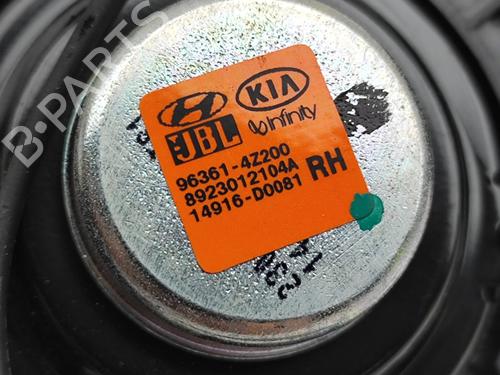 KIA
JBL
Infinity
96361-4Z200
8923012104A
14916-D0081
RH
B-PARTS